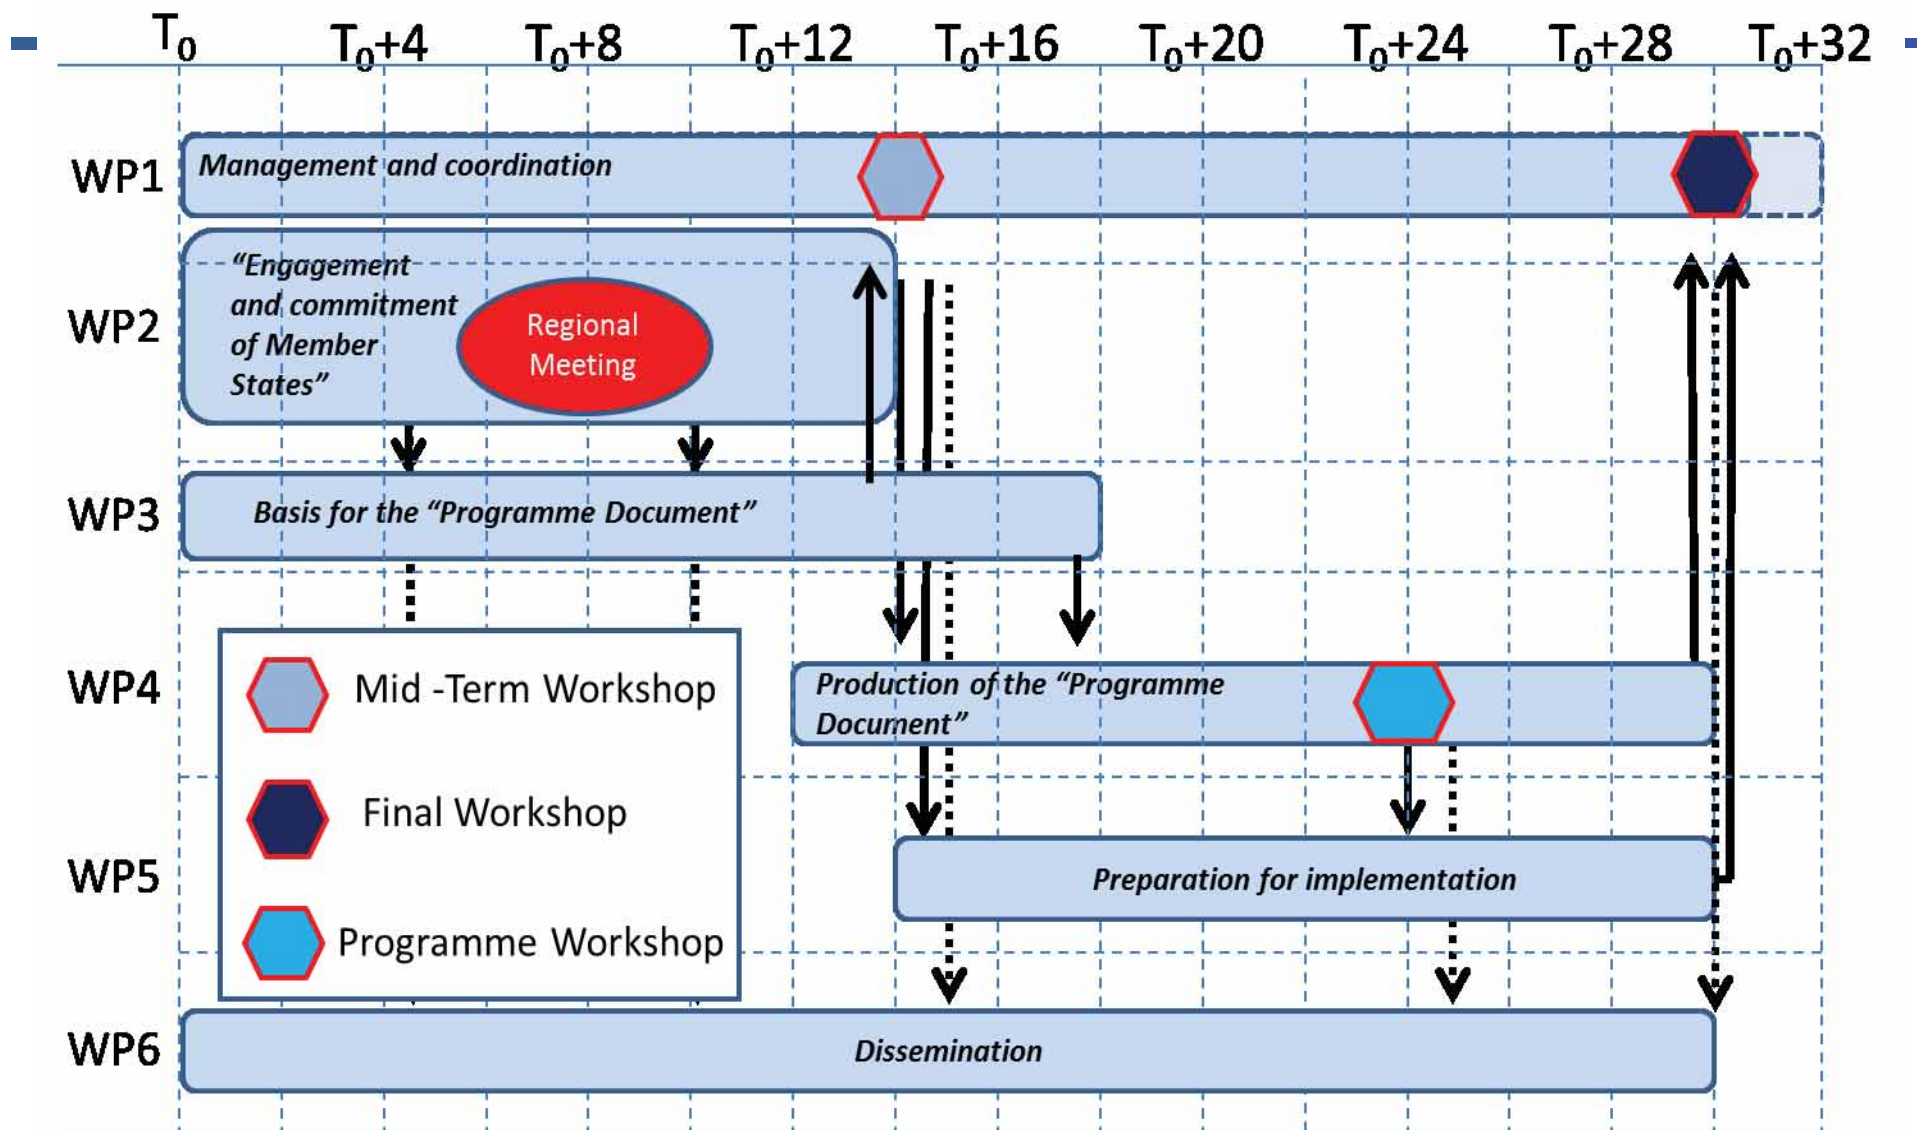 T0 T0+4 T0+8 T0+12 T0+16 T0+20 T0+24 T0+28 T0+32
WP1
Management and coordination
WP2
“Engagement
and commitment
of Member
States”
Regional
Meeting
WP3
Basis for the “Programme Document”
WP4
Production of the “Programme
Document”
Mid -Term Workshop
Final Workshop
Programme Workshop
WP5
Preparation for implementation
WP6
Dissemination